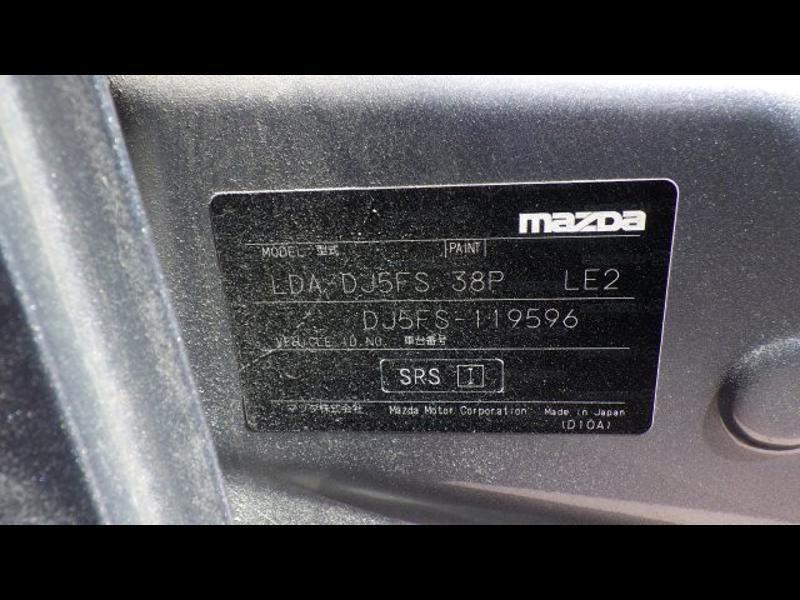 mazda
MODEL 型式 PAINT
LDA-DJ5FS 38P LE2
DJ5FS-119596
VEHICLE I.D.NO. 車台番号
SRS I
マツダ株式会社 Mazda Motor Corporation Made in Japan
(D10A)